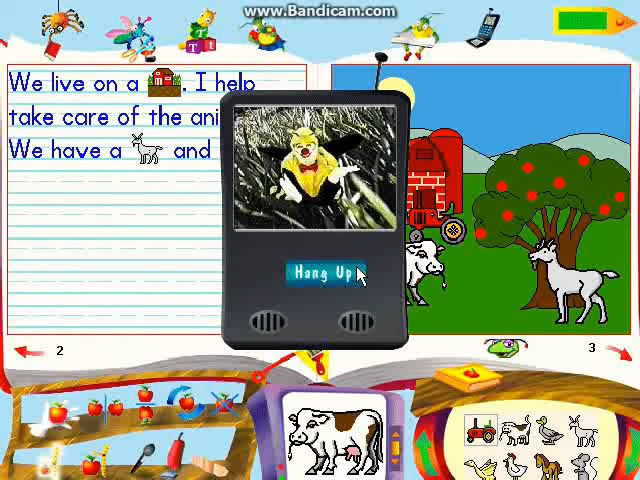 www.Bandicam.com
We live on a . I help
take care of the ani
We have a and
Hang Up
2
3
T t